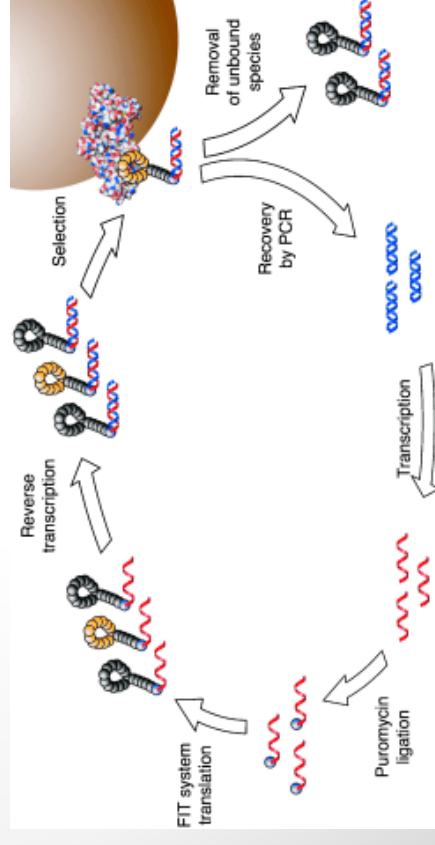 Selection
Removal
of unbound
species
Reverse
transcription
Recovery
by PCR
FIT system
translation
Transcription
Puromycin
ligation